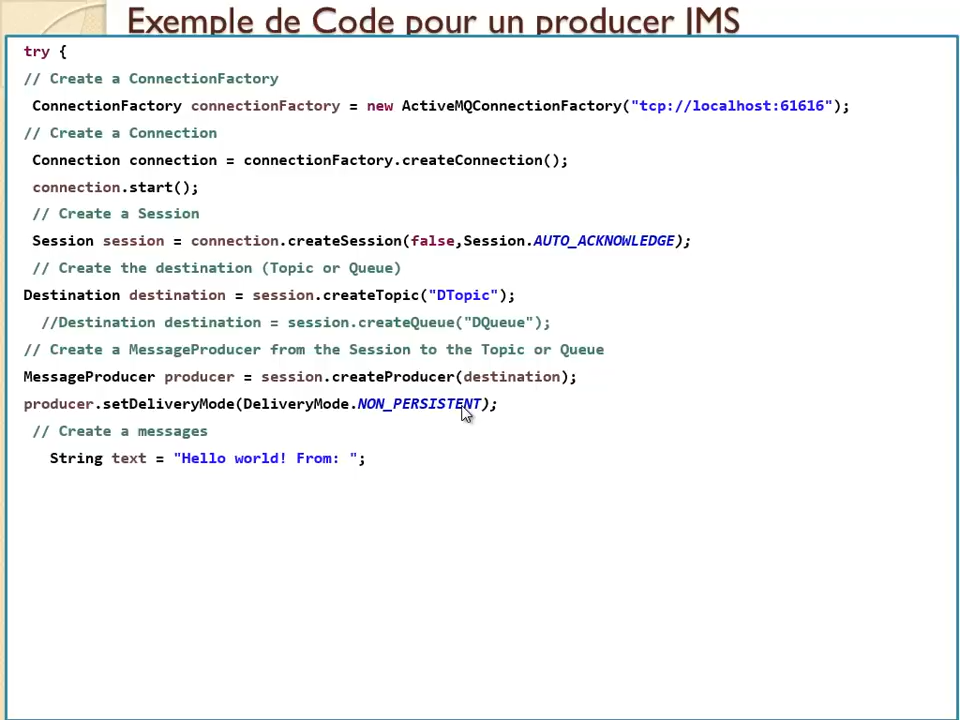 Exemple de Code pour un producer JMS
try {
// Create a ConnectionFactory
ConnectionFactory connectionFactory = new ActiveMQConnectionFactory("tcp://localhost:61616");
// Create a Connection
Connection connection = connectionFactory.createConnection();
connection.start();
// Create a Session
Session session = connection.createSession(false,Session.AUTO_ACKNOWLEDGE);
// Create the destination (Topic or Queue)
Destination destination = session.createTopic("DTopic");
//Destination destination = session.createQueue("DQueue");
// Create a MessageProducer from the Session to the Topic or Queue
MessageProducer producer = session.createProducer(destination);
producer.setDeliveryMode(DeliveryMode.NON_PERSISTENT);
// Create a messages
String text = "Hello world! From: ";